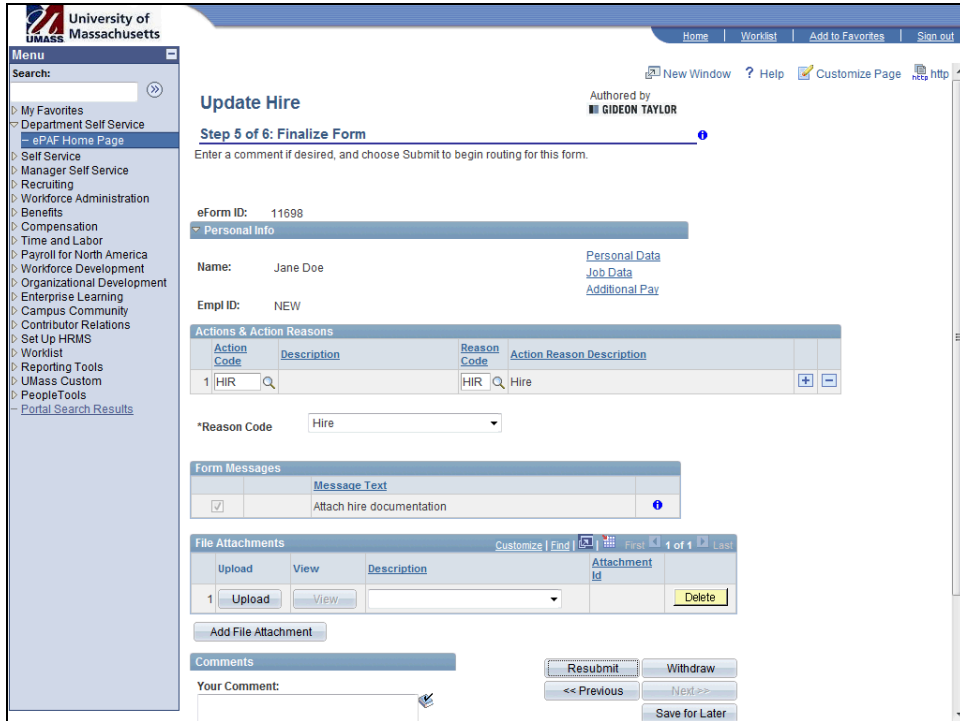 University of
Massachusetts
UMASS
Home | Worklist | Add to Favorites | Sign out
Menu
Search:
My Favorites
Department Self Service
– ePAF Home Page
Self Service
Manager Self Service
Recruiting
Workforce Administration
Benefits
Compensation
Time and Labor
Payroll for North America
Workforce Development
Organizational Development
Enterprise Learning
Campus Community
Contributor Relations
Set Up HRMS
Worklist
Reporting Tools
UMass Custom
PeopleTools
– Portal Search Results
New Window ? Help Customize Page http
Update Hire
Authored by
GIDEON TAYLOR
Step 5 of 6: Finalize Form
Enter a comment if desired, and choose Submit to begin routing for this form.
eForm ID: 11698
Personal Info
Name: Jane Doe
Personal Data
Job Data
Additional Pay
Empl ID: NEW
Actions & Action Reasons
Action Code Description Reason Code Action Reason Description
1 HIR HIR Hire
*Reason Code Hire
Form Messages
Message Text
Attach hire documentation
File Attachments Customize | Find | First 1 of 1 Last
Upload View Description Attachment Id
1 Upload View Delete
Add File Attachment
Comments
Your Comment:
Resubmit Withdraw
<< Previous Next >>
Save for Later